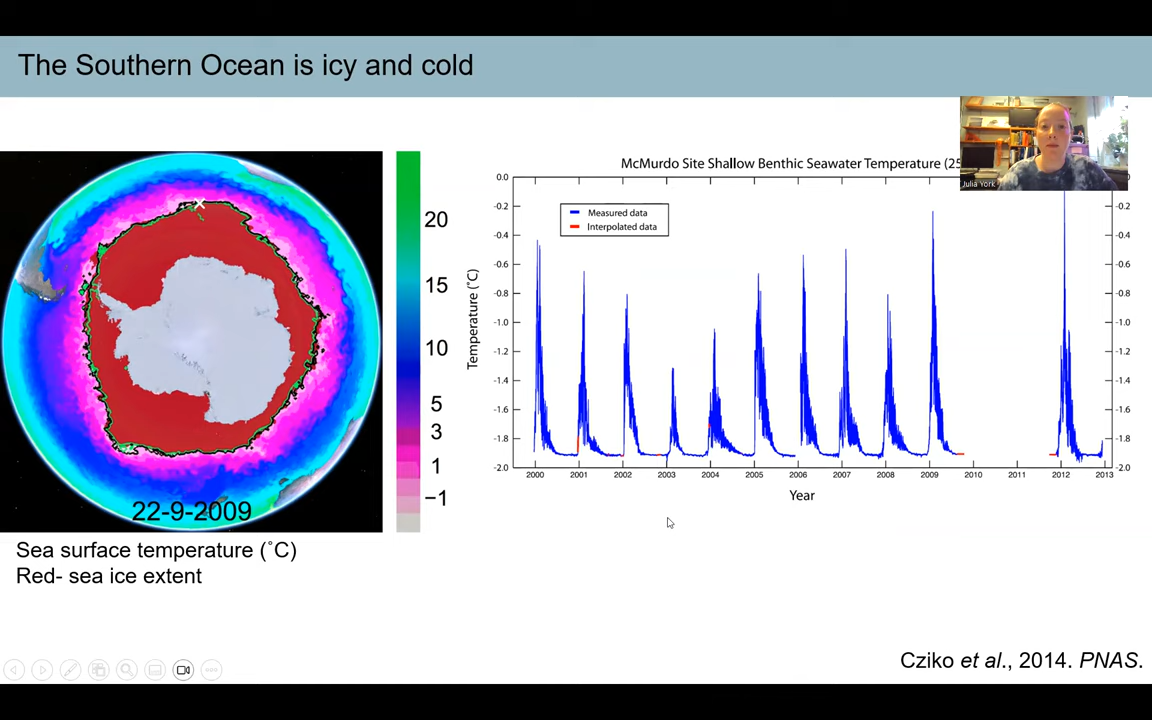 The Southern Ocean is icy and cold
Julia York
20
15
10
5
3
1
−1
22-9-2009
Sea surface temperature (˚C)
Red- sea ice extent
McMurdo Site Shallow Benthic Seawater Temperature (25
Measured data
Interpolated data
Temperature (˚C)
0.0
-0.2
-0.4
-0.6
-0.8
-1.0
-1.2
-1.4
-1.6
-1.8
-2.0
-0.2
-0.4
-0.6
-0.8
-1.0
-1.2
-1.4
-1.6
-1.8
-2.0
2000 2001 2002 2003 2004 2005 2006 2007 2008 2009 2010 2011 2012 2013
Year
Cziko et al., 2014. PNAS.